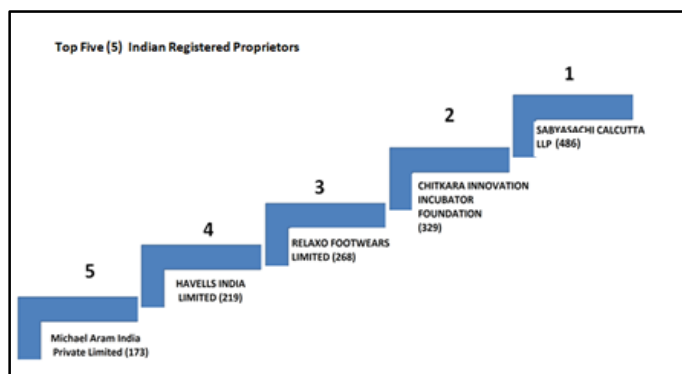 Top Five (5) Indian Registered Proprietors
1
SABYASACHI CALCUTTA
LLP (486)
2
CHITKARA INNOVATION
INCUBATOR
FOUNDATION
(329)
3
RELAXO FOOTWEARS
LIMITED (268)
4
HAVELLS INDIA
LIMITED (219)
5
Michael Aram India
Private Limited (173)